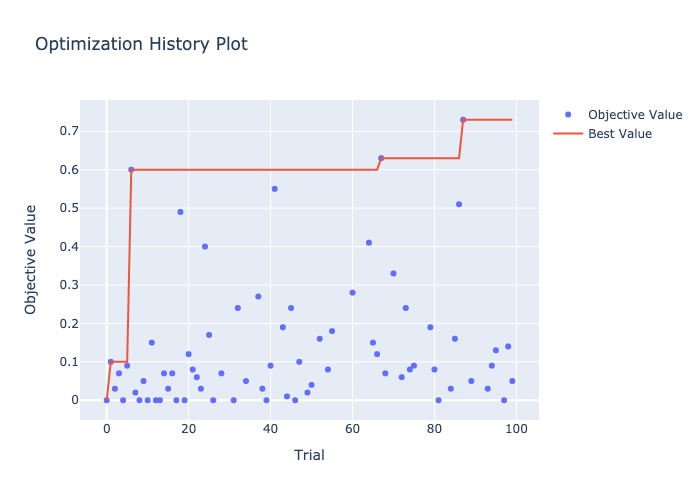 Optimization History Plot
Objective Value
Best Value
0.7
0.6
0.5
0.4
0.3
0.2
0.1
0
Objective Value
0 20 40 60 80 100
Trial